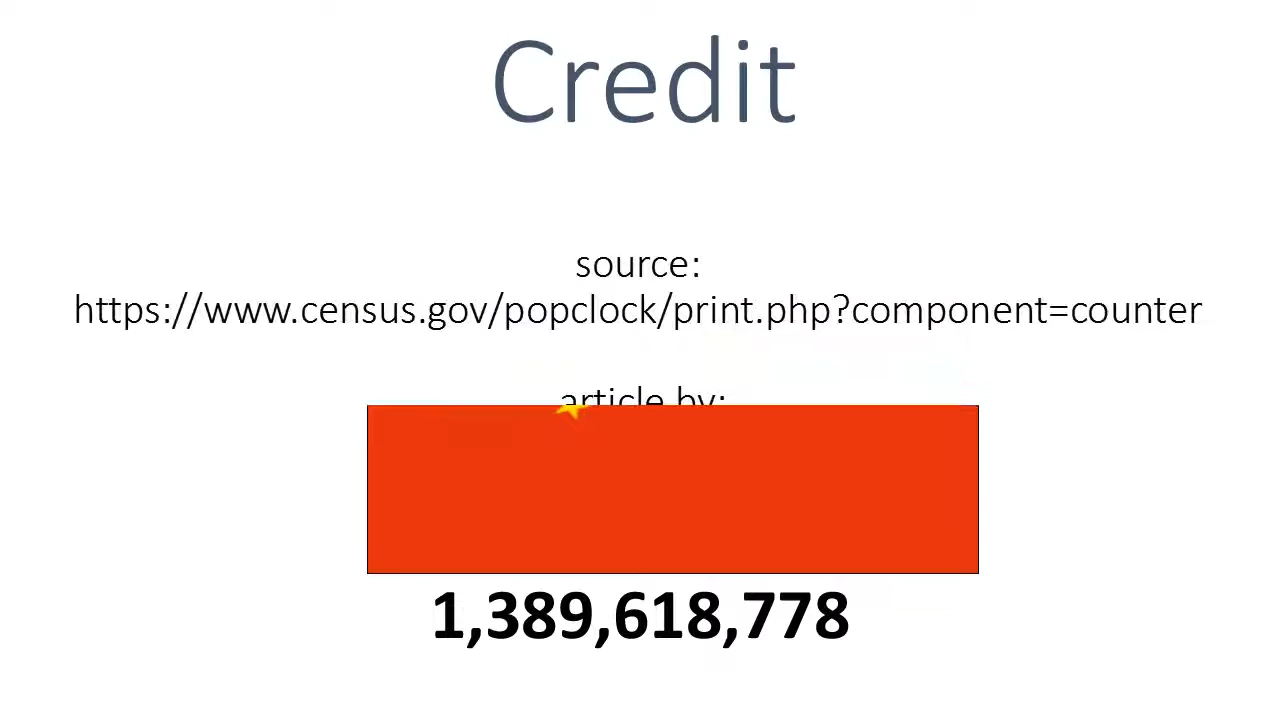 Credit
source:
https://www.census.gov/popclock/print.php?component=counter
article by:
1,389,618,778